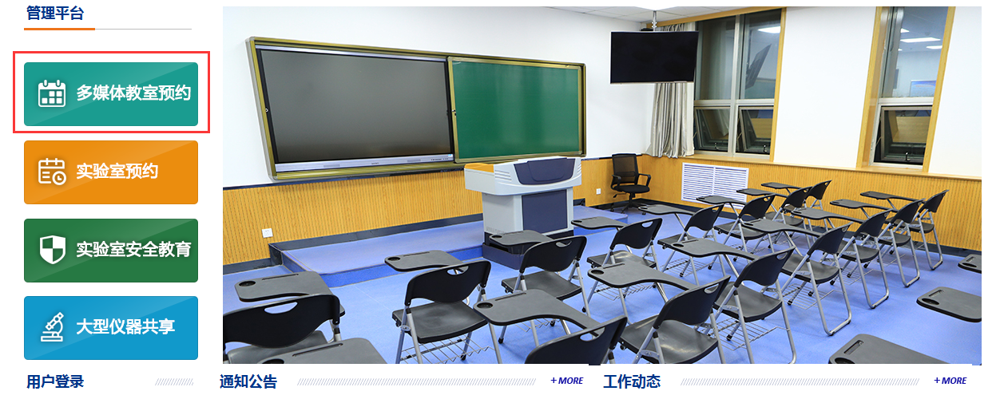 管理平台
多媒体教室预约
实验室预约
实验室安全教育
大型仪器共享
用户登录
通知公告
+ MORE
工作动态
+ MORE